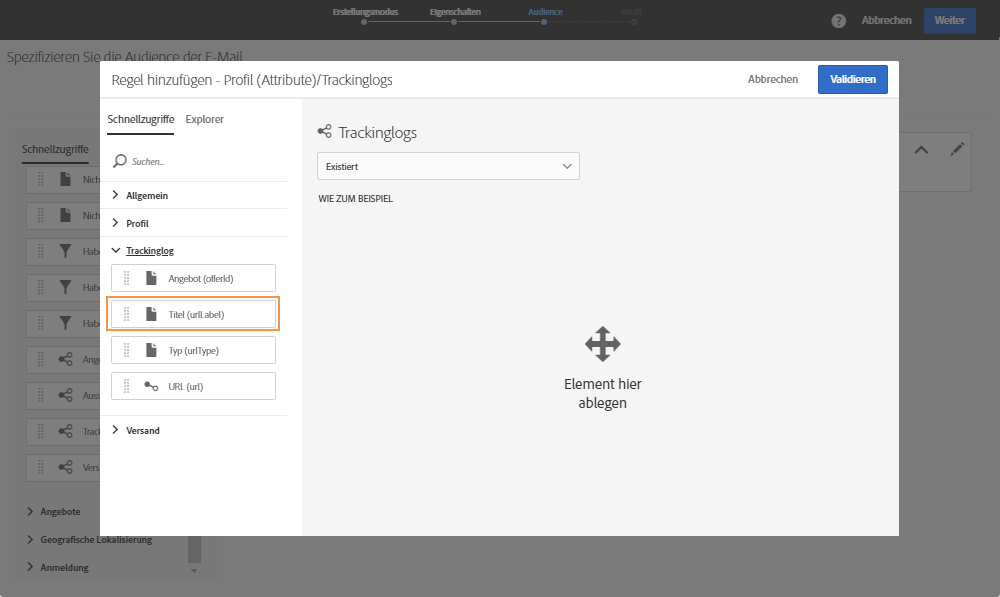 Erstellungsmodus
Eigenschaften
Audience
Inhalt
?
Abbrechen
Weiter
Spezifizieren Sie die Audience der E-Mail
Regel hinzufügen - Profil (Attribute)/Trackinglogs
Abbrechen
Validieren
Schnellzugriffe
Explorer
Suchen...
Allgemein
Profil
Trackinglog
Angebot (offerId)
Titel (urlLabel)
Typ (urlType)
URL (url)
Versand
Trackinglogs
Existiert
WIE ZUM BEISPIEL
Element hier
ablegen
Schnellzugriffe
Nich
Nich
Habe
Habe
Habe
Ange
Auss
Trac
Vers
Angebote
Geografische Lokalisierung
Anmeldung